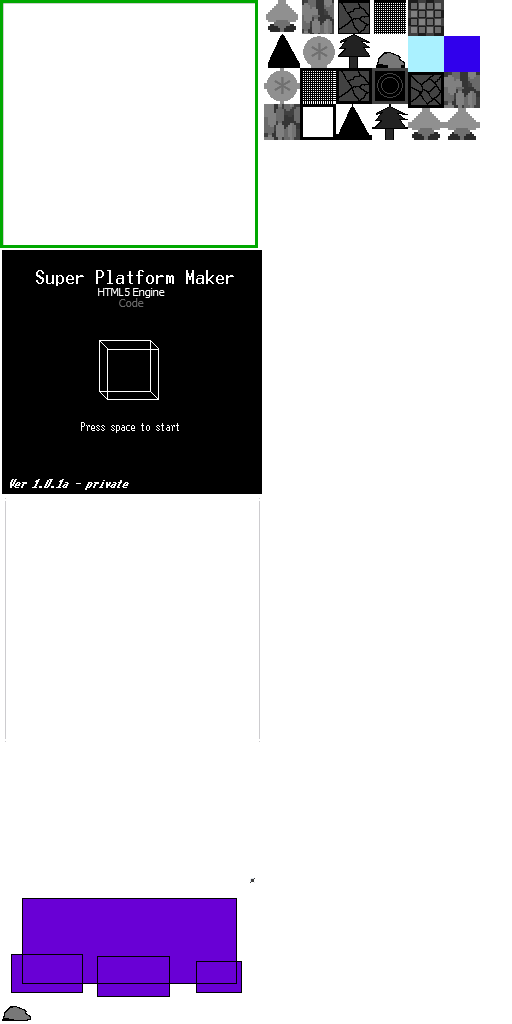 Super Platform Maker
HTML5 Engine
Code
Press space to start
Ver 1.0.1a - private